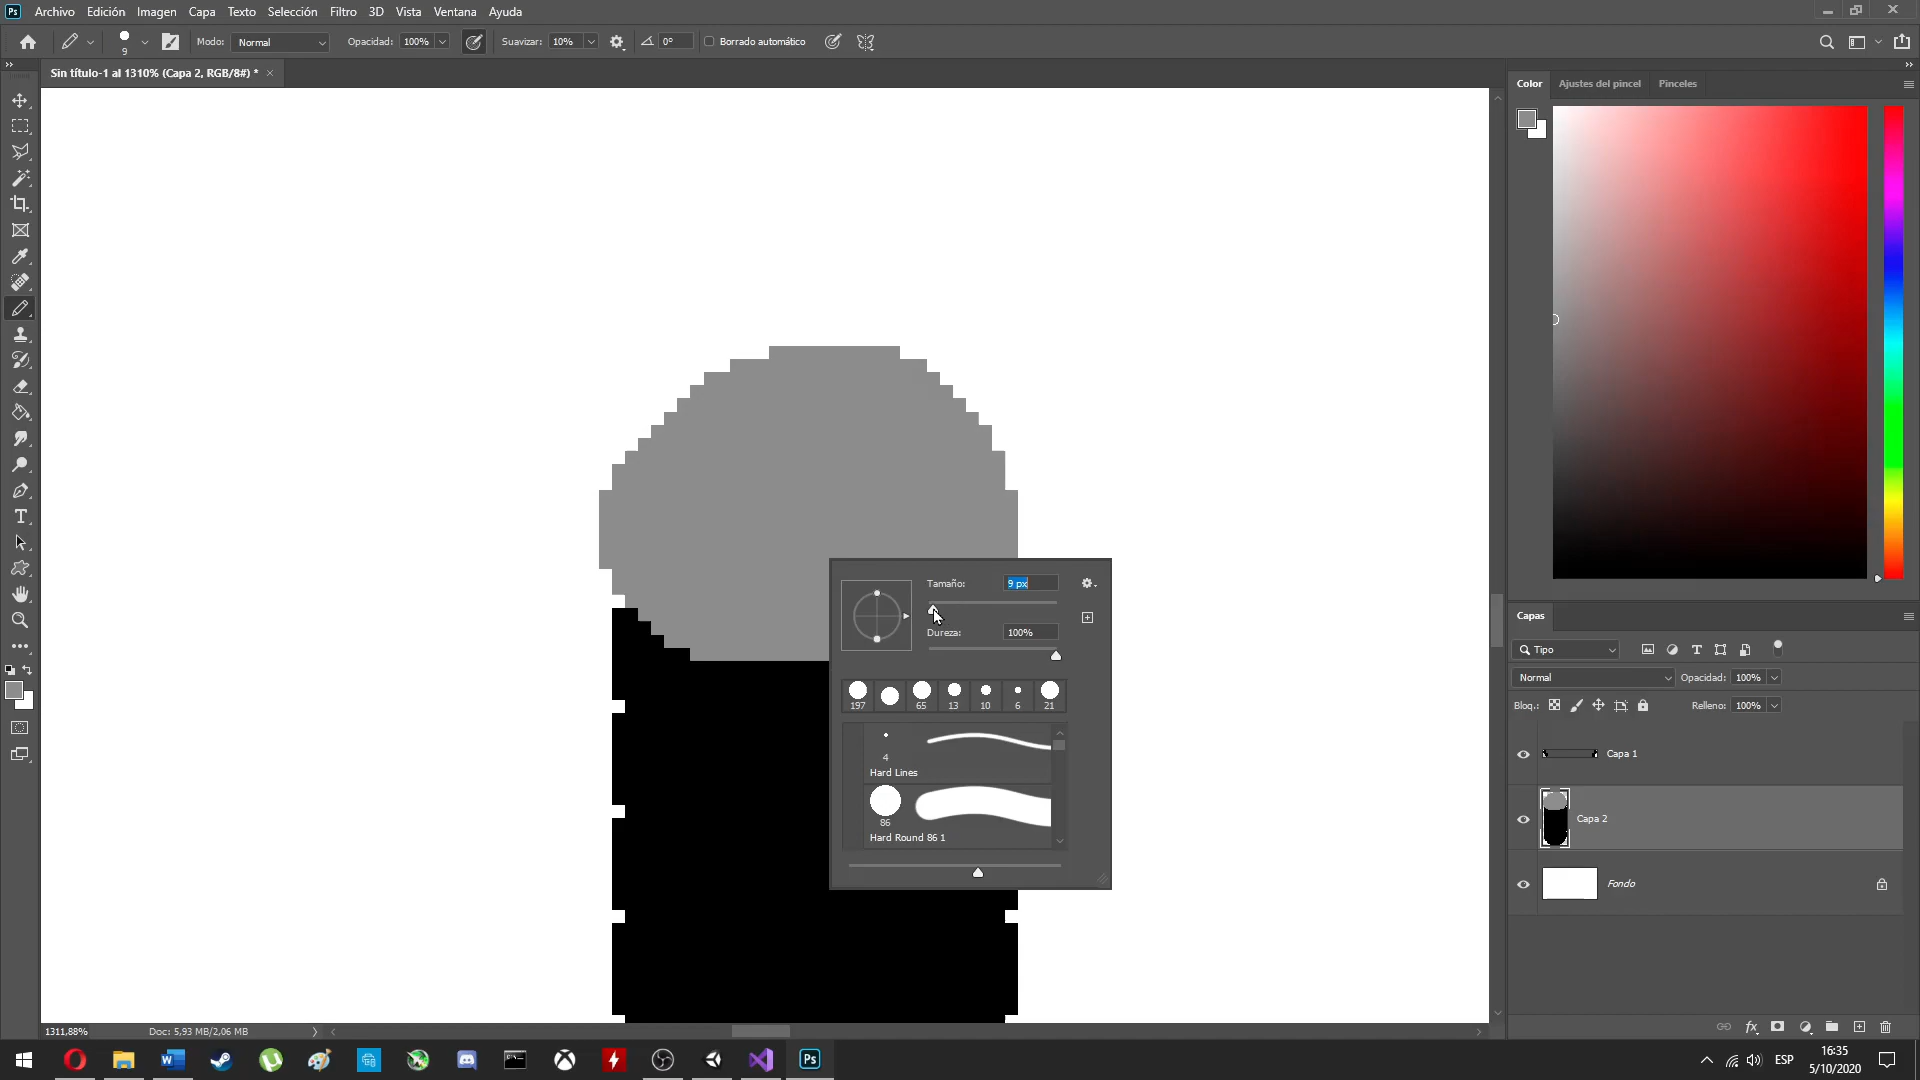 Ps Archivo Edición Imagen Capa Texto Selección Filtro 3D Vista Ventana Ayuda
9 Modo: Normal Opacidad: 100% Suavizar: 10% 0° Borrado automático
Sin título-1 al 1310% (Capa 2, RGB/8#) * ×
Color Ajustes del pincel Pinceles
Tamaño: 9 px
Dureza: 100%
197 65 13 10 6 21
4
Hard Lines
86
Hard Round 86 1
Capas
Tipo
Normal Opacidad: 100%
Bloq.: Relleno: 100%
Capa 1
Capa 2
Fondo
fx
1311,88% Doc: 5,93 MB/2,06 MB
Ps ESP 16:35
5/10/2020